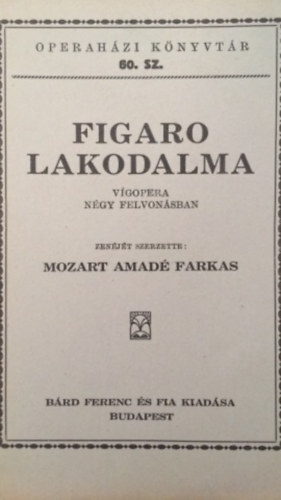 OPERAHÁZI KÖNYVTÁR
60. SZ.
FIGARO
LAKODALMA
VÍGOPERA
NÉGY FELVONÁSBAN
ZENÉJÉT SZERZETTE:
MOZART AMADÉ FARKAS
BÁRD FERENC ÉS FIA KIADÁSA
BUDAPEST